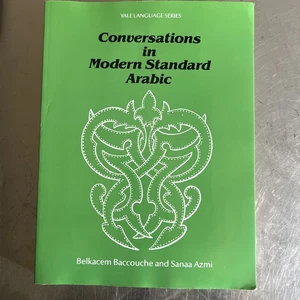 YALE LANGUAGE SERIES
Conversations
in
Modern Standard
Arabic
Belkacem Baccouche and Sanaa Azmi